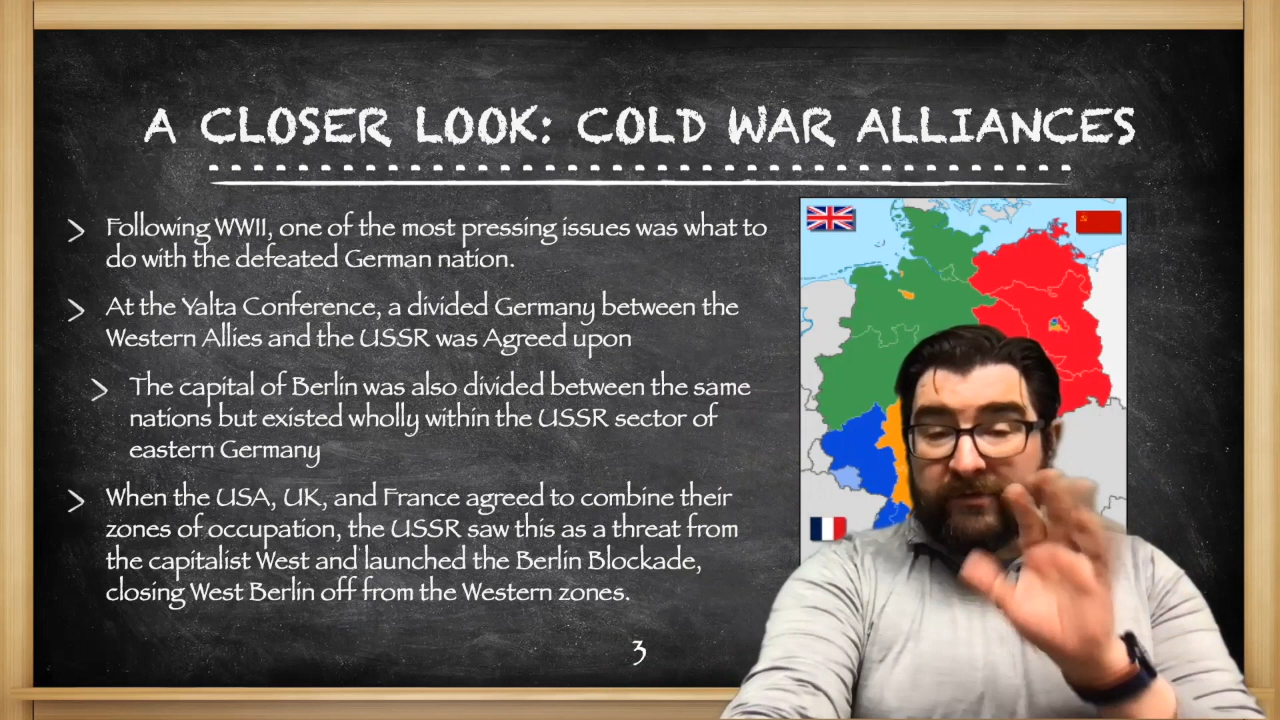 A CLOSER LOOK: COLD WAR ALLIANCES
Following WWII, one of the most pressing issues was what to
do with the defeated German nation.
At the Yalta Conference, a divided Germany between the
Western Allies and the USSR was Agreed upon
The capital of Berlin was also divided between the same
nations but existed wholly within the USSR sector of
eastern Germany
When the USA, UK, and France agreed to combine their
zones of occupation, the USSR saw this as a threat from
the capitalist West and launched the Berlin Blockade,
closing West Berlin off from the Western zones.
3